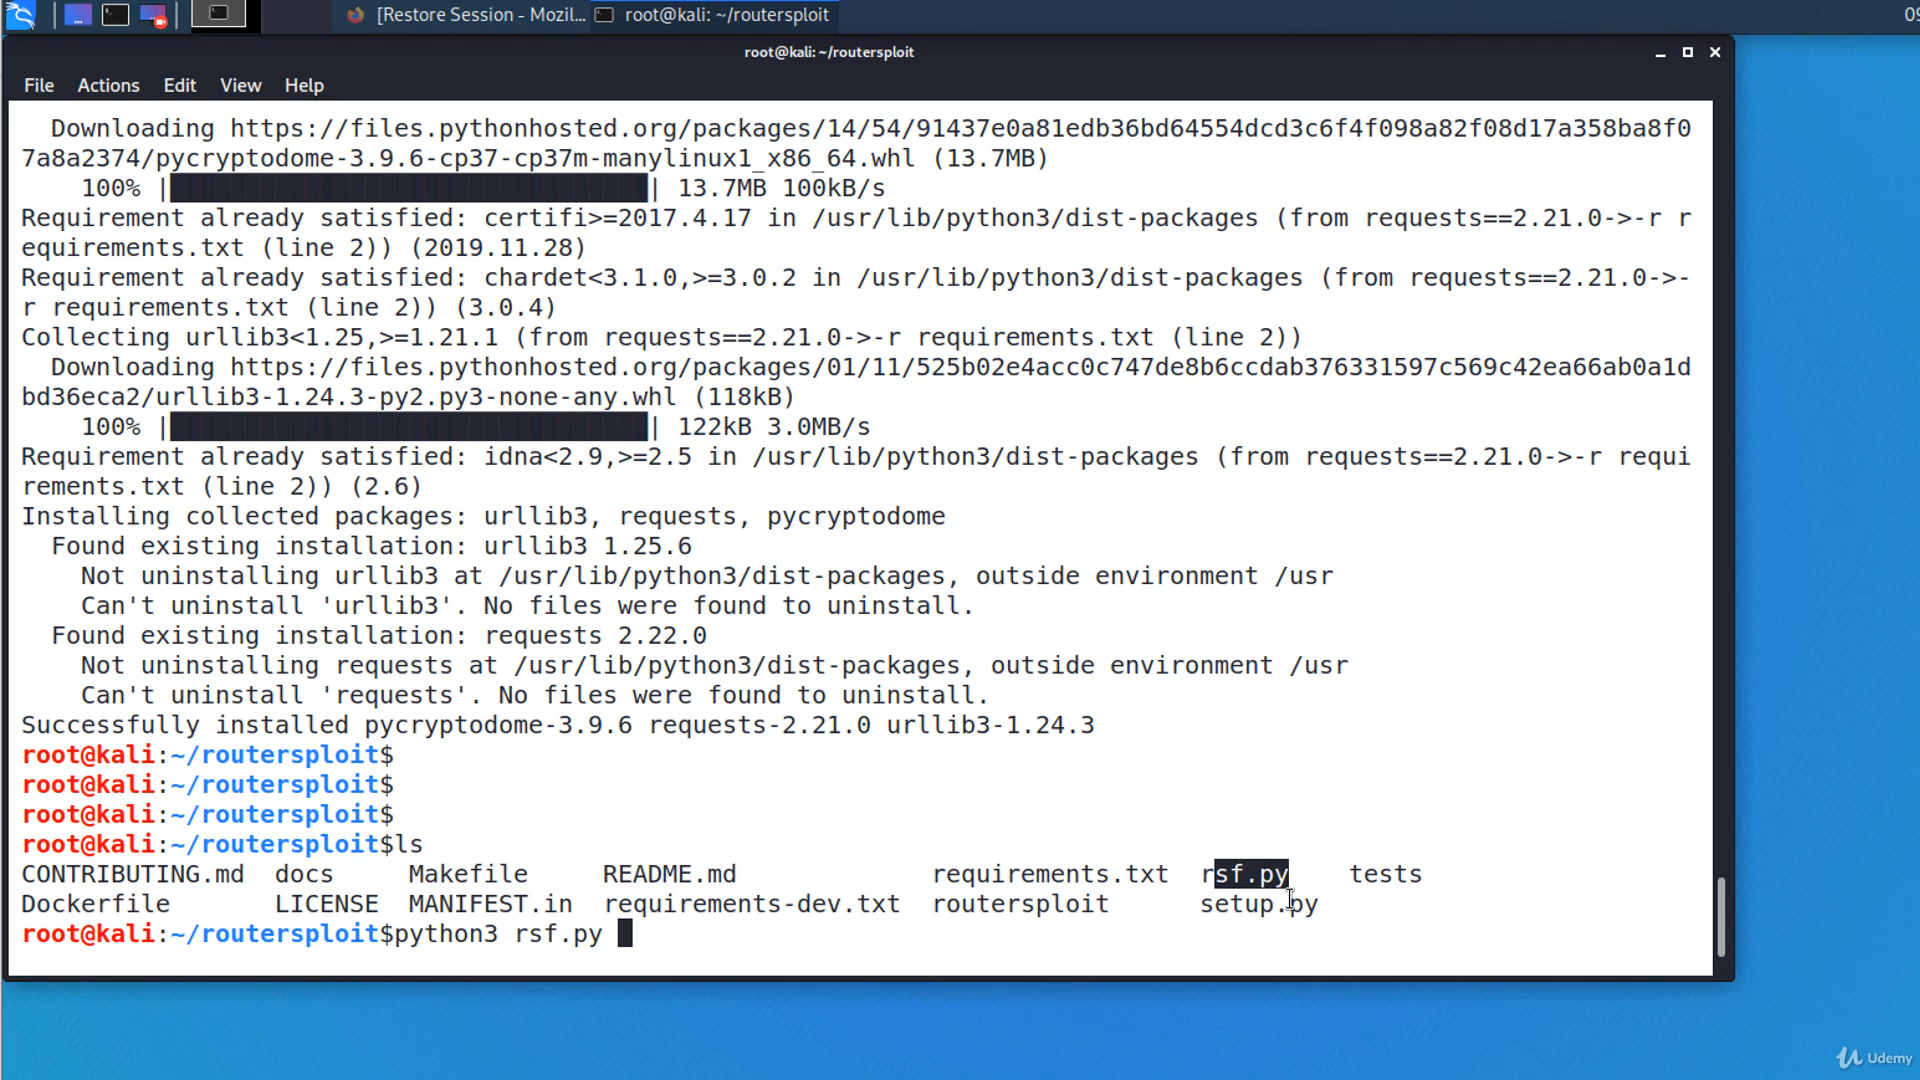 [Restore Session - Mozil... root@kali: ~/routersploit 09
root@kali: ~/routersploit
File Actions Edit View Help
Downloading https://files.pythonhosted.org/packages/14/54/91437e0a81edb36bd64554dcd3c6f4f098a82f08d17a358ba8f0
7a8a2374/pycryptodome-3.9.6-cp37-cp37m-manylinux1_x86_64.whl (13.7MB)
100% | | 13.7MB 100kB/s
Requirement already satisfied: certifi>=2017.4.17 in /usr/lib/python3/dist-packages (from requests==2.21.0->-r r
equirements.txt (line 2)) (2019.11.28)
Requirement already satisfied: chardet<3.1.0,>=3.0.2 in /usr/lib/python3/dist-packages (from requests==2.21.0->-
r requirements.txt (line 2)) (3.0.4)
Collecting urllib3<1.25,>=1.21.1 (from requests==2.21.0->-r requirements.txt (line 2))
Downloading https://files.pythonhosted.org/packages/01/11/525b02e4acc0c747de8b6ccdab376331597c569c42ea66ab0a1d
bd36eca2/urllib3-1.24.3-py2.py3-none-any.whl (118kB)
100% | | 122kB 3.0MB/s
Requirement already satisfied: idna<2.9,>=2.5 in /usr/lib/python3/dist-packages (from requests==2.21.0->-r requi
rements.txt (line 2)) (2.6)
Installing collected packages: urllib3, requests, pycryptodome
Found existing installation: urllib3 1.25.6
Not uninstalling urllib3 at /usr/lib/python3/dist-packages, outside environment /usr
Can't uninstall 'urllib3'. No files were found to uninstall.
Found existing installation: requests 2.22.0
Not uninstalling requests at /usr/lib/python3/dist-packages, outside environment /usr
Can't uninstall 'requests'. No files were found to uninstall.
Successfully installed pycryptodome-3.9.6 requests-2.21.0 urllib3-1.24.3
root@kali:~/routersploit$
root@kali:~/routersploit$
root@kali:~/routersploit$
root@kali:~/routersploit$ls
CONTRIBUTING.md docs Makefile README.md requirements.txt rsf.py tests
Dockerfile LICENSE MANIFEST.in requirements-dev.txt routersploit setup.py
root@kali:~/routersploit$python3 rsf.py
Udemy